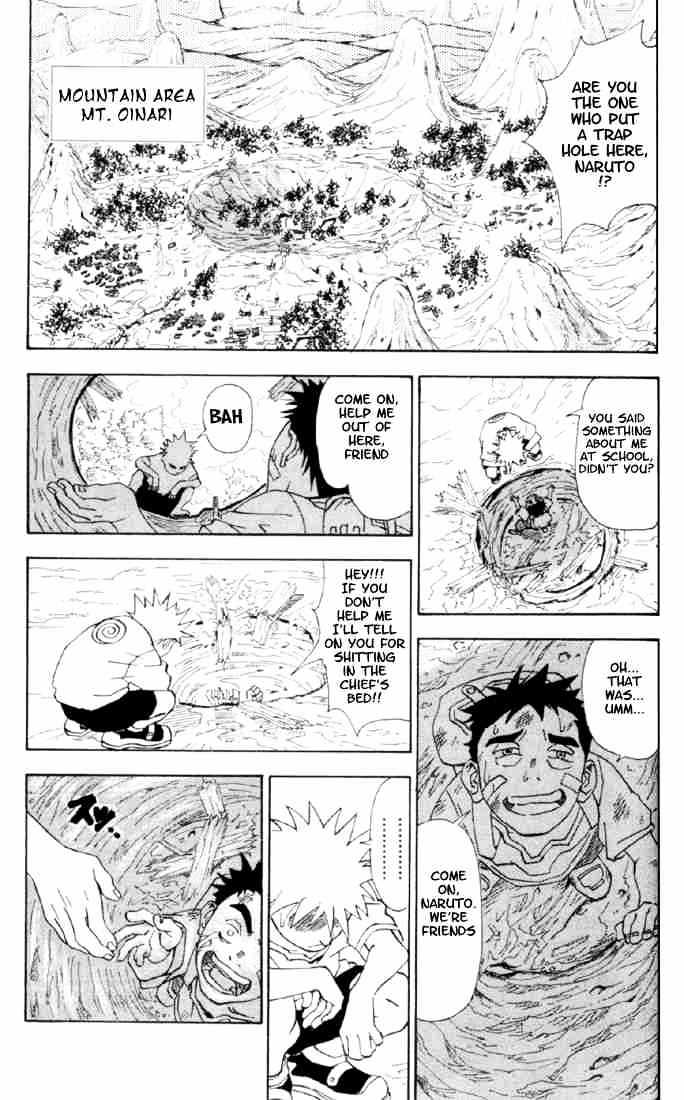 ARE YOU
THE ONE
WHO PUT
A TRAP
HOLE HERE,
NARUTO
!?
MOUNTAIN AREA
MT. OINARI
YOU SAID
SOMETHING
ABOUT ME
AT SCHOOL,
DIDN'T YOU?
COME ON,
HELP ME
OUT OF
HERE,
FRIEND
BAH
OH...
THAT
WAS...
UMM...
COME
ON,
NARUTO.
WE'RE
FRIENDS
HEY!!!
IF YOU
DON'T
HELP ME
I'LL TELL
ON YOU FOR
SHITTING
IN THE
CHIEF'S
BED!!
..........
スッ..